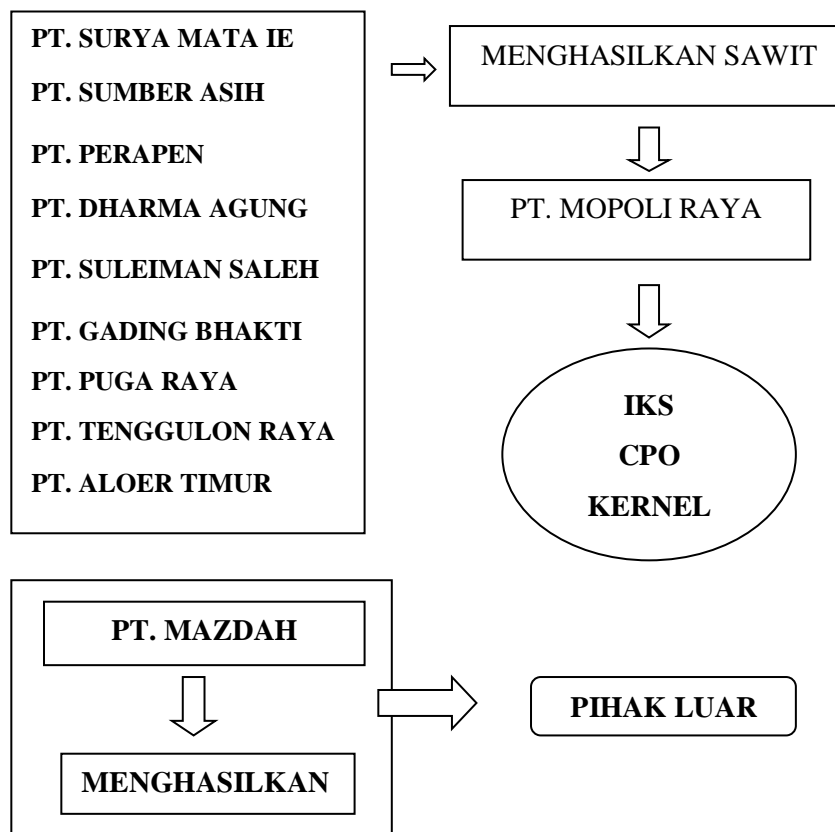 PT. SURYA MATA IE
PT. SUMBER ASIH
PT. PERAPEN
PT. DHARMA AGUNG
PT. SULEIMAN SALEH
PT. GADING BHAKTI
PT. PUGA RAYA
PT. TENGGULON RAYA
PT. ALOER TIMUR
MENGHASILKAN SAWIT
PT. MOPOLI RAYA
IKS
CPO
KERNEL
PT. MAZDAH
MENGHASILKAN
PIHAK LUAR